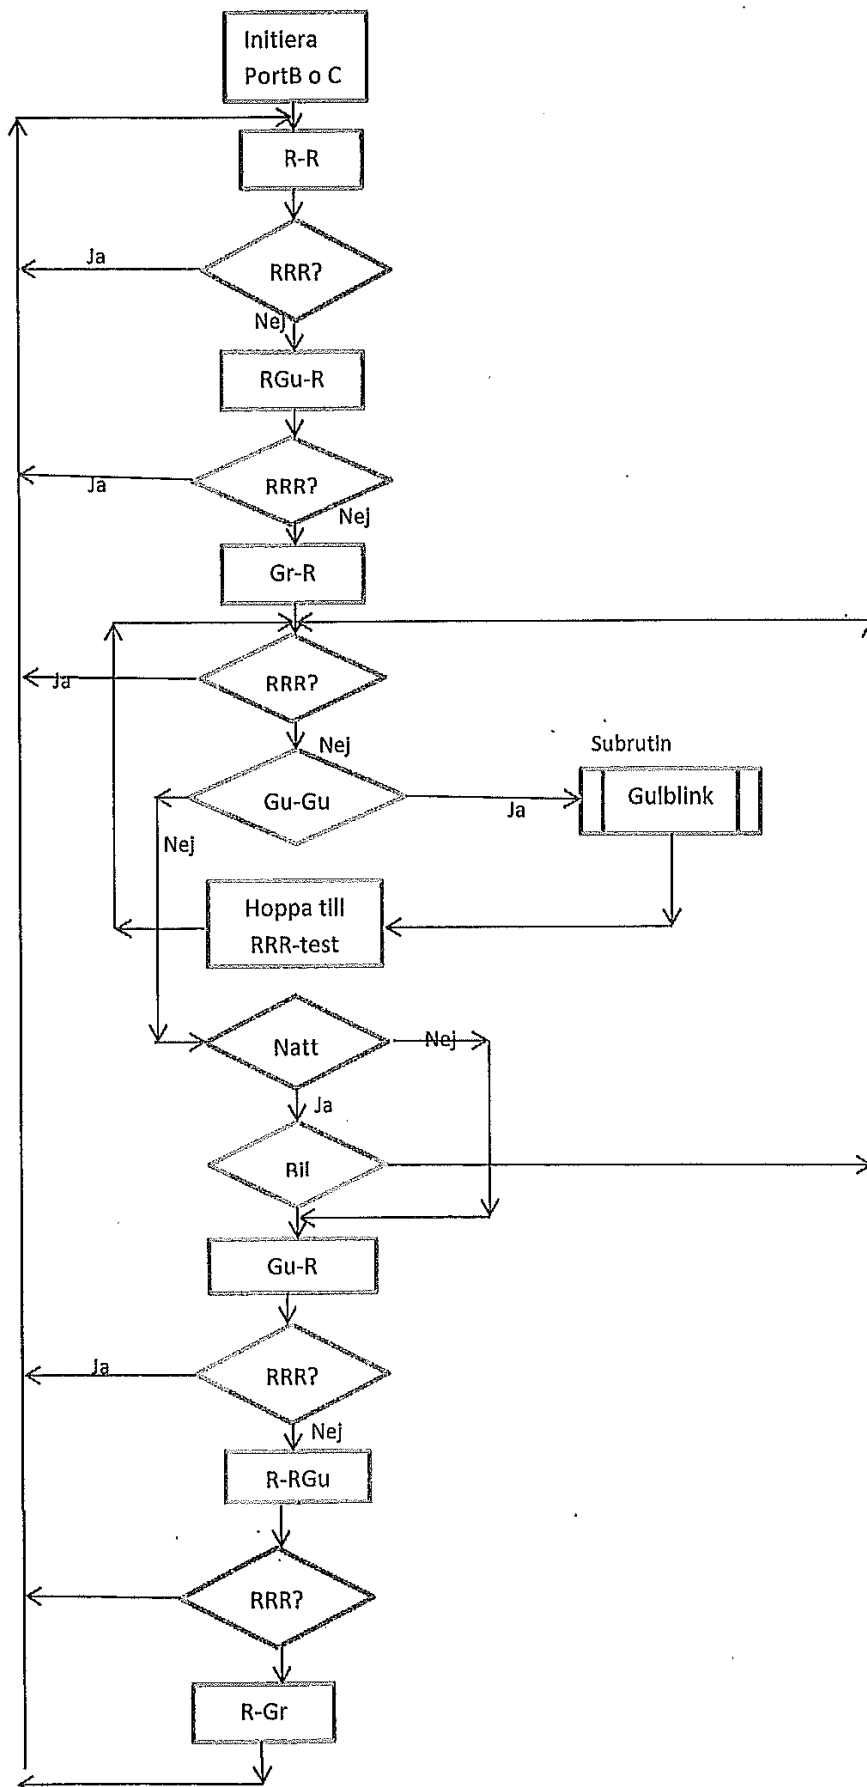 Initiera
PortB o C
R-R
Ja
RRR?
Nej
RGu-R
Ja
RRR?
Nej
Gr-R
Ja
RRR?
Nej
Subrutin
Gu-Gu
Ja
Gulblink
Nej
Hoppa till
RRR-test
Natt
Nej
Ja
Bil
Gu-R
Ja
RRR?
Nej
R-RGu
RRR?
R-Gr